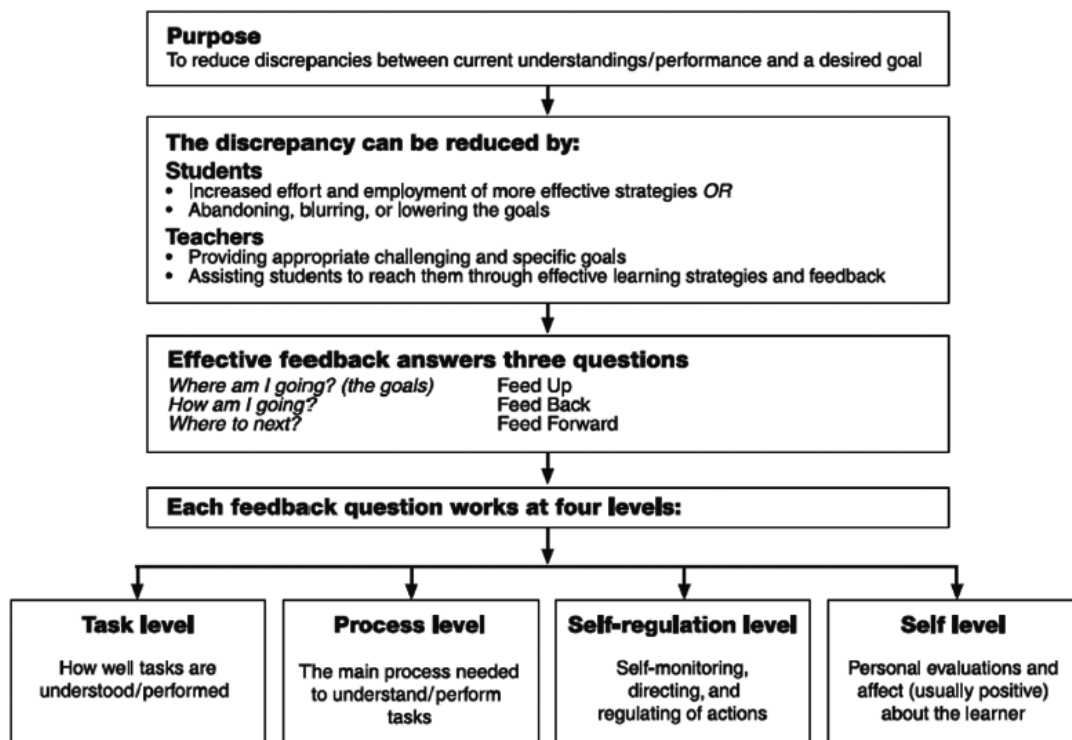 Purpose
To reduce discrepancies between current understandings/performance and a desired goal
The discrepancy can be reduced by:
Students
• Increased effort and employment of more effective strategies OR
• Abandoning, blurring, or lowering the goals
Teachers
• Providing appropriate challenging and specific goals
• Assisting students to reach them through effective learning strategies and feedback
Effective feedback answers three questions
Where am I going? (the goals) Feed Up
How am I going? Feed Back
Where to next? Feed Forward
Each feedback question works at four levels:
Task level
How well tasks are
understood/performed
Process level
The main process needed
to understand/perform
tasks
Self-regulation level
Self-monitoring,
directing, and
regulating of actions
Self level
Personal evaluations and
affect (usually positive)
about the learner